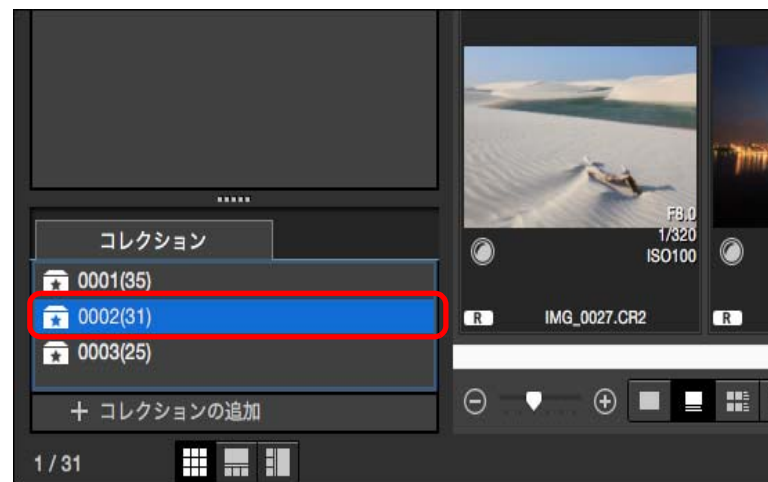 コレクション
0001(35)
0002(31)
0003(25)
コレクションの追加
1 / 31
F8.0
1/320
ISO100
R
IMG_0027.CR2
R